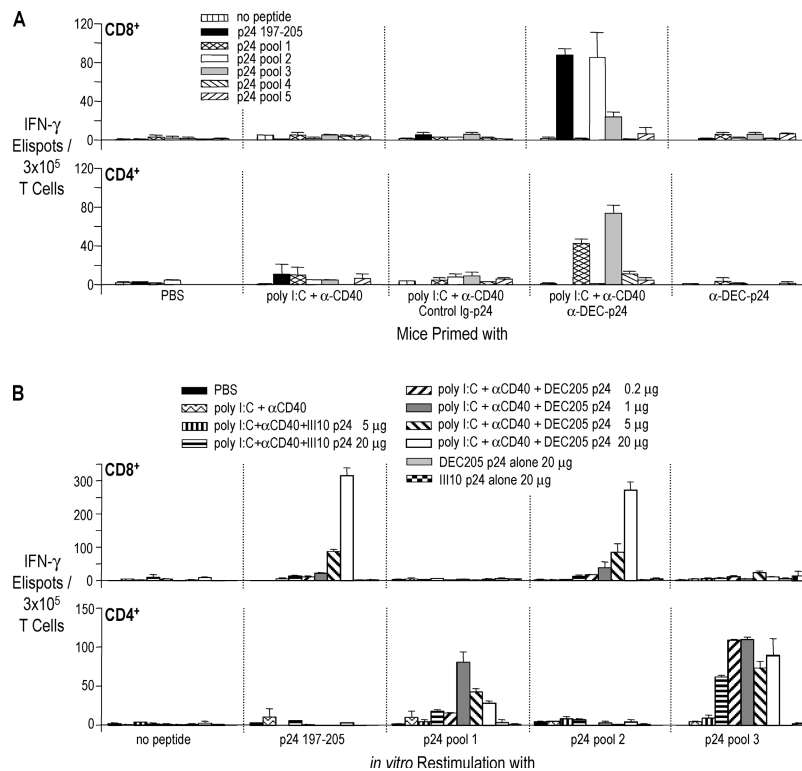 A
CD8+
no peptide
p24 197-205
p24 pool 1
p24 pool 2
p24 pool 3
p24 pool 4
p24 pool 5
120
80
40
0
IFN-γ
Elispots /
3x10⁵
T Cells
CD4+
120
80
40
0
PBS
poly I:C + α-CD40
poly I:C + α-CD40
Control Ig-p24
poly I:C + α-CD40
α-DEC-p24
α-DEC-p24
Mice Primed with
B
PBS
poly I:C + αCD40
poly I:C+αCD40+III10 p24 5 µg
poly I:C+αCD40+III10 p24 20 µg
poly I:C + αCD40 + DEC205 p24 0.2 µg
poly I:C + αCD40 + DEC205 p24 1 µg
poly I:C + αCD40 + DEC205 p24 5 µg
poly I:C + αCD40 + DEC205 p24 20 µg
DEC205 p24 alone 20 µg
III10 p24 alone 20 µg
CD8+
300
200
100
0
IFN-γ
Elispots /
3x10⁵
T Cells
CD4+
150
100
50
0
no peptide
p24 197-205
p24 pool 1
p24 pool 2
p24 pool 3
in vitro Restimulation with